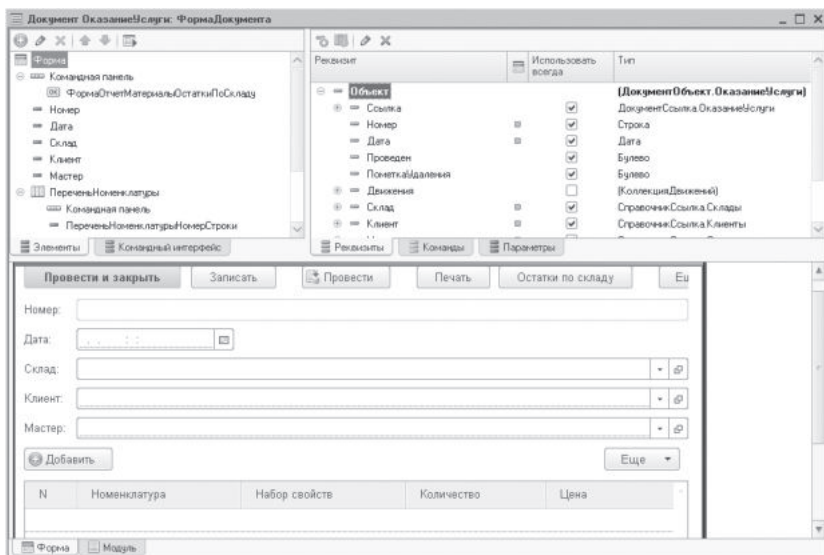 Документ ОказаниеУслуги: ФормаДокумента
Форма
Командная панель
ФормаОтчетМатериалыОстаткиПоСкладу
Номер
Дата
Склад
Клиент
Мастер
ПереченьНоменклатуры
Командная панель
ПереченьНоменклатурыНомерСтроки
Элементы
Командный интерфейс
Реквизит
Использовать всегда
Тип
Объект (ДокументОбъект.ОказаниеУслуги)
Ссылка ДокументСсылка.ОказаниеУслуги
Номер Строка
Дата Дата
Проведен Булево
ПометкаУдаления Булево
Движения (КоллекцияДвижений)
Склад СправочникСсылка.Склады
Клиент СправочникСсылка.Клиенты
Реквизиты
Команды
Параметры
Провести и закрыть Записать Провести Печать Остатки по складу Ещ
Номер:
Дата: . . : :
Склад:
Клиент:
Мастер:
Добавить Еще
N Номенклатура Набор свойств Количество Цена
Форма Модуль